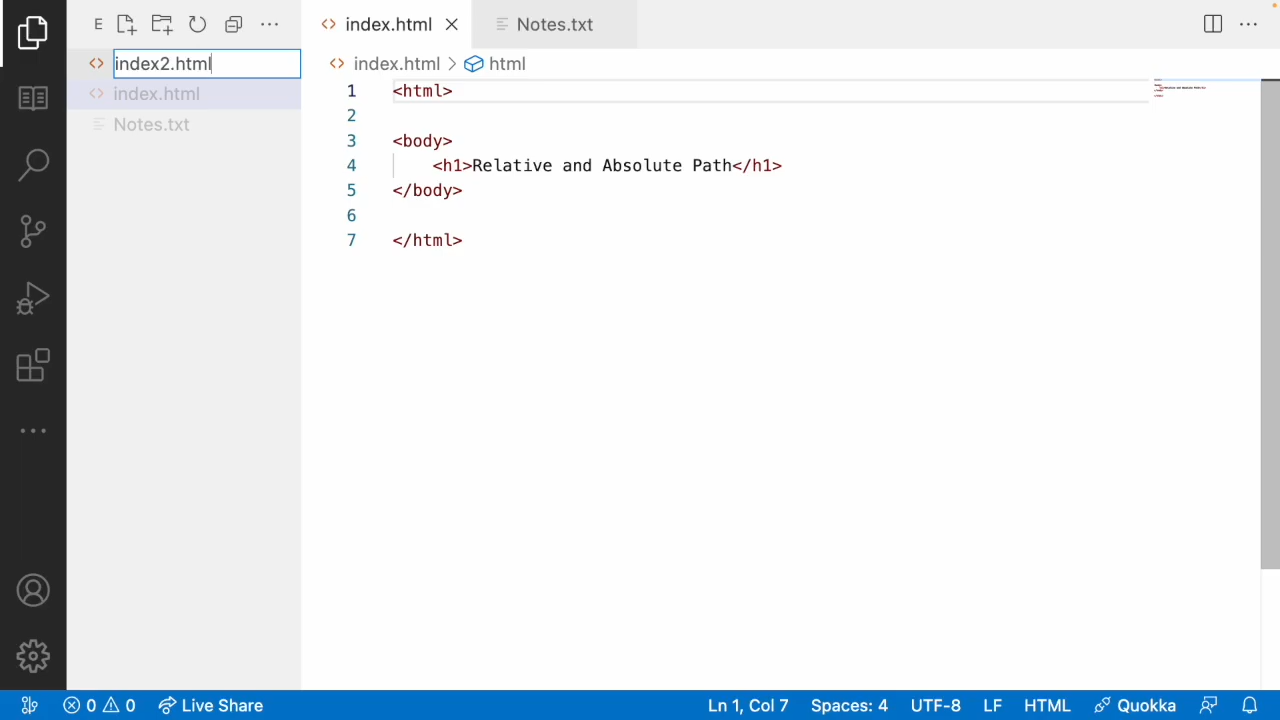 E
index2.html
index.html
Notes.txt
index.html
Notes.txt
index.html > html
1 <html>
2
3 <body>
4 <h1>Relative and Absolute Path</h1>
5 </body>
6
7 </html>
0 0 Live Share Ln 1, Col 7 Spaces: 4 UTF-8 LF HTML Quokka